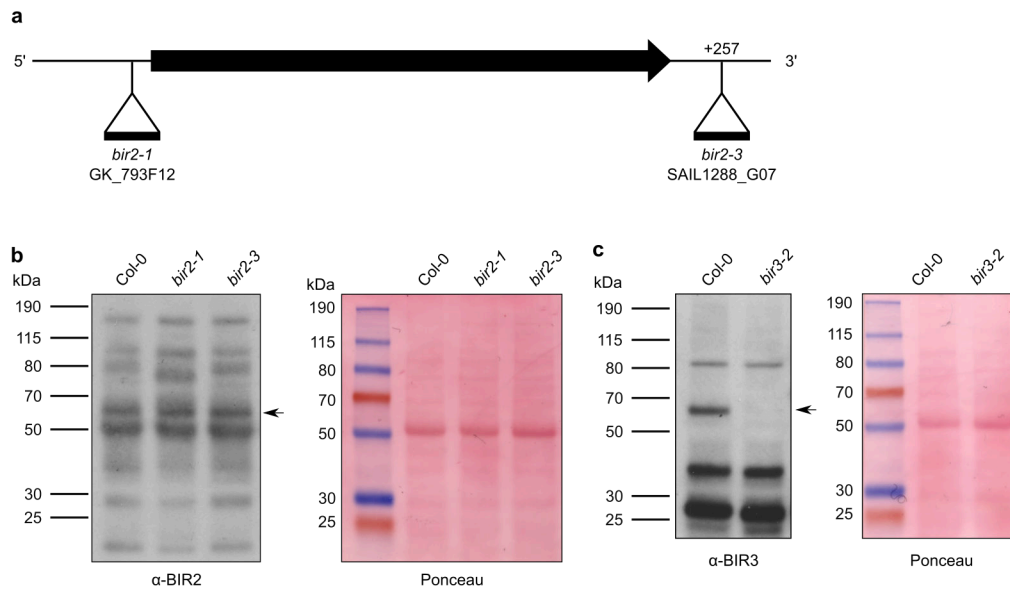 a
5' +257 3'
bir2-1 bir2-3
GK_793F12 SAIL1288_G07
b
kDa Col-0 bir2-1 bir2-3
190
115
80
70
50
30
25
α-BIR2
kDa Col-0 bir2-1 bir2-3
190
115
80
70
50
30
25
Ponceau
c
kDa Col-0 bir3-2
190
115
80
70
50
30
25
α-BIR3
Col-0 bir3-2
190
115
80
70
50
30
25
Ponceau